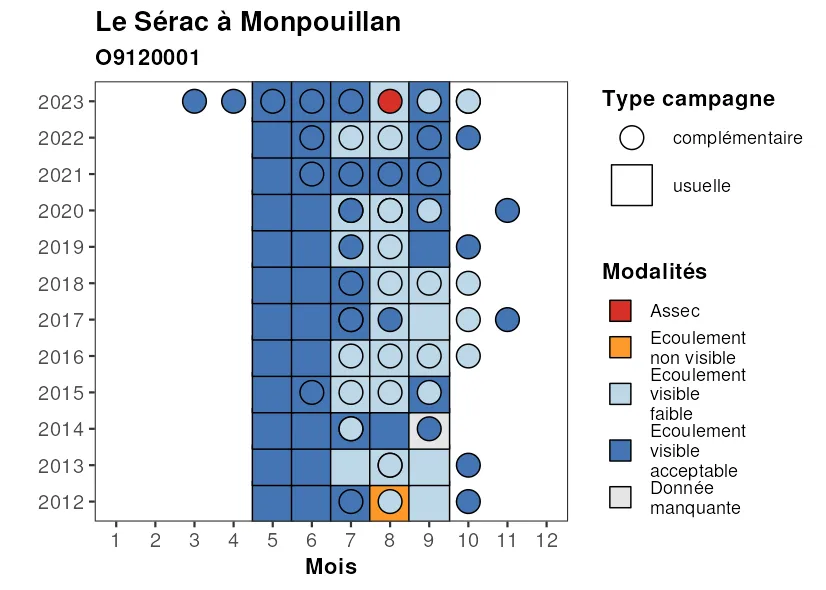 Le Sérac à Monpouillan
O9120001
2023
2022
2021
2020
2019
2018
2017
2016
2015
2014
2013
2012
1 2 3 4 5 6 7 8 9 10 11 12
Mois
Type campagne
complémentaire
usuelle
Modalités
Assec
Ecoulement
non visible
Ecoulement
visible
faible
Ecoulement
visible
acceptable
Donnée
manquante